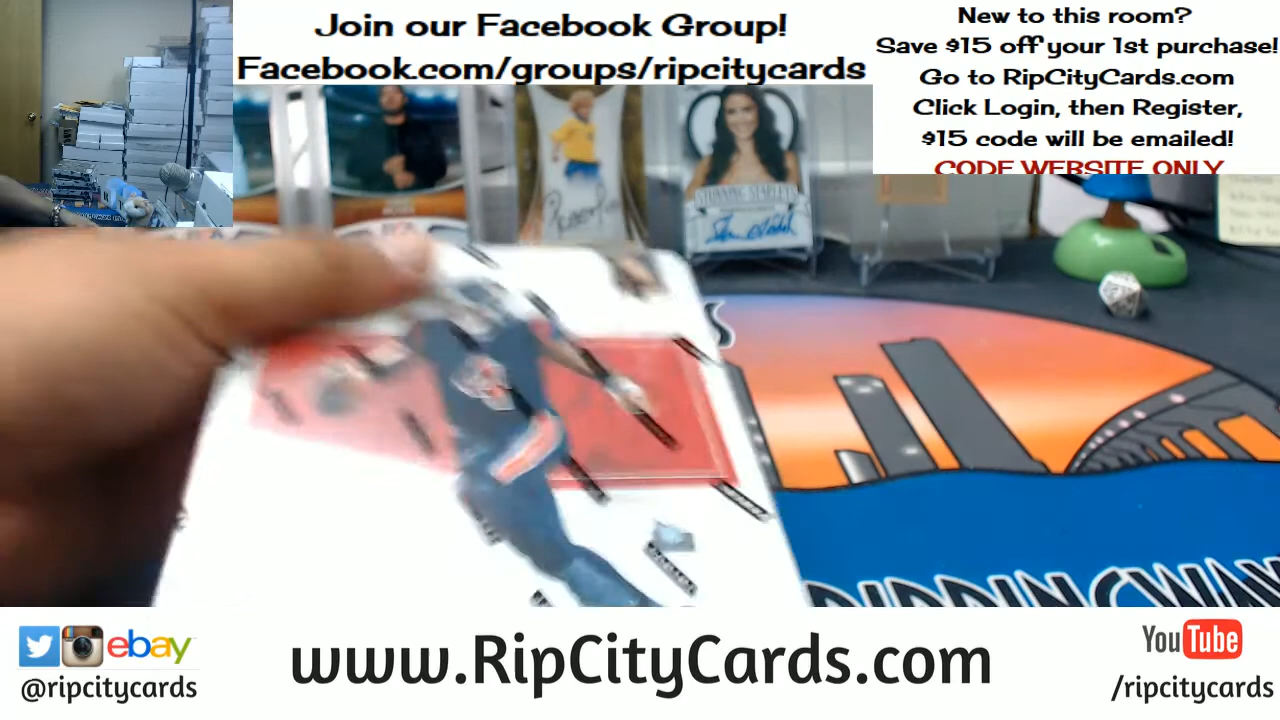 Join our Facebook Group!
Facebook.com/groups/ripcitycards
New to this room?
Save $15 off your 1st purchase!
Go to RipCityCards.com
Click Login, then Register,
$15 code will be emailed!
CODE WEBSITE ONLY
STUNNING STARLETS
ebay
@ripcitycards
www.RipCityCards.com
YouTube
/ripcitycards